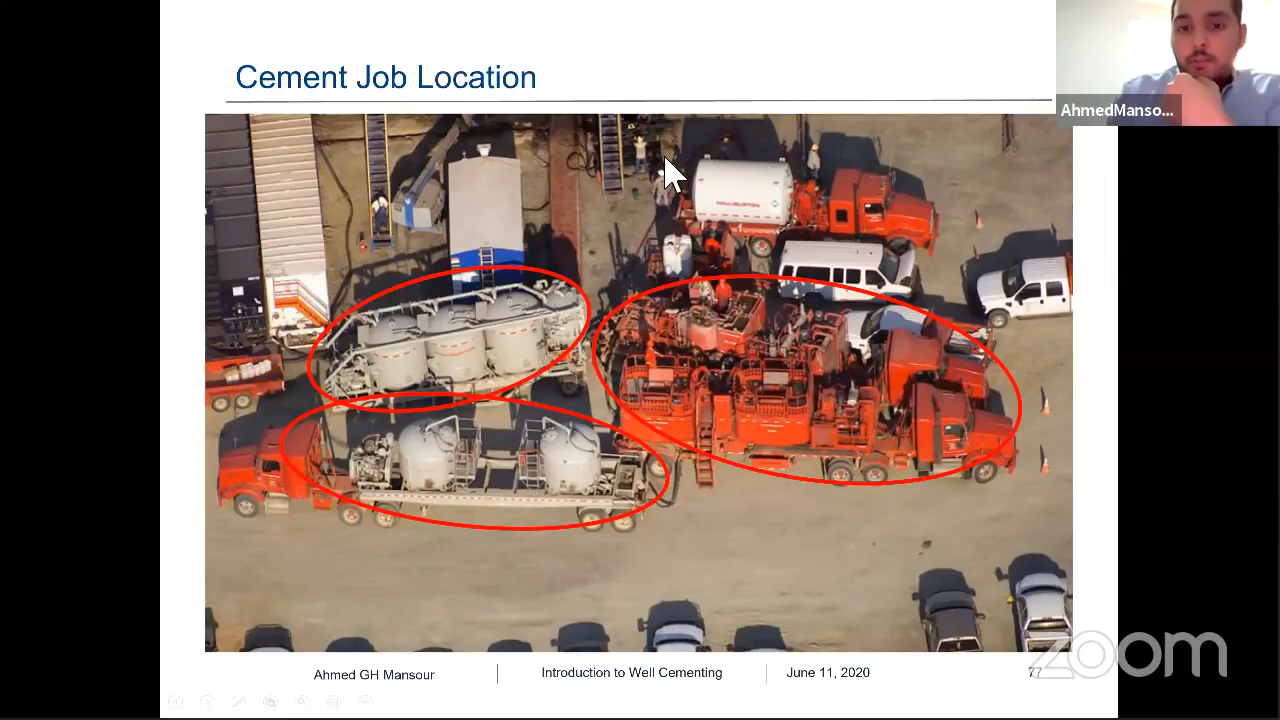 Cement Job Location
AhmedManso...
HALLIBURTON
Ahmed GH Mansour
Introduction to Well Cementing
June 11, 2020
77
zoom